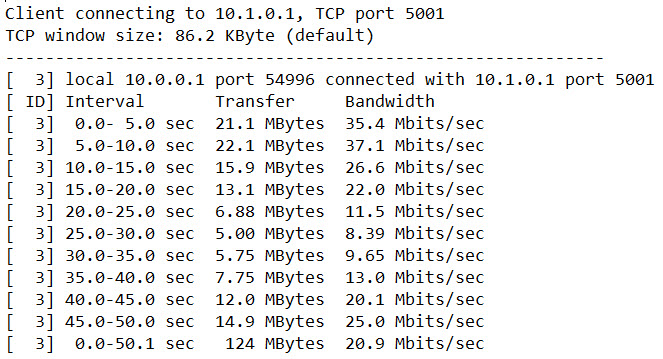 Client connecting to 10.1.0.1, TCP port 5001
TCP window size: 86.2 KByte (default)
------------------------------------------------------------
[  3] local 10.0.0.1 port 54996 connected with 10.1.0.1 port 5001
[ ID] Interval       Transfer     Bandwidth
[  3]  0.0- 5.0 sec  21.1 MBytes  35.4 Mbits/sec
[  3]  5.0-10.0 sec  22.1 MBytes  37.1 Mbits/sec
[  3] 10.0-15.0 sec  15.9 MBytes  26.6 Mbits/sec
[  3] 15.0-20.0 sec  13.1 MBytes  22.0 Mbits/sec
[  3] 20.0-25.0 sec  6.88 MBytes  11.5 Mbits/sec
[  3] 25.0-30.0 sec  5.00 MBytes  8.39 Mbits/sec
[  3] 30.0-35.0 sec  5.75 MBytes  9.65 Mbits/sec
[  3] 35.0-40.0 sec  7.75 MBytes  13.0 Mbits/sec
[  3] 40.0-45.0 sec  12.0 MBytes  20.1 Mbits/sec
[  3] 45.0-50.0 sec  14.9 MBytes  25.0 Mbits/sec
[  3]  0.0-50.1 sec   124 MBytes  20.9 Mbits/sec